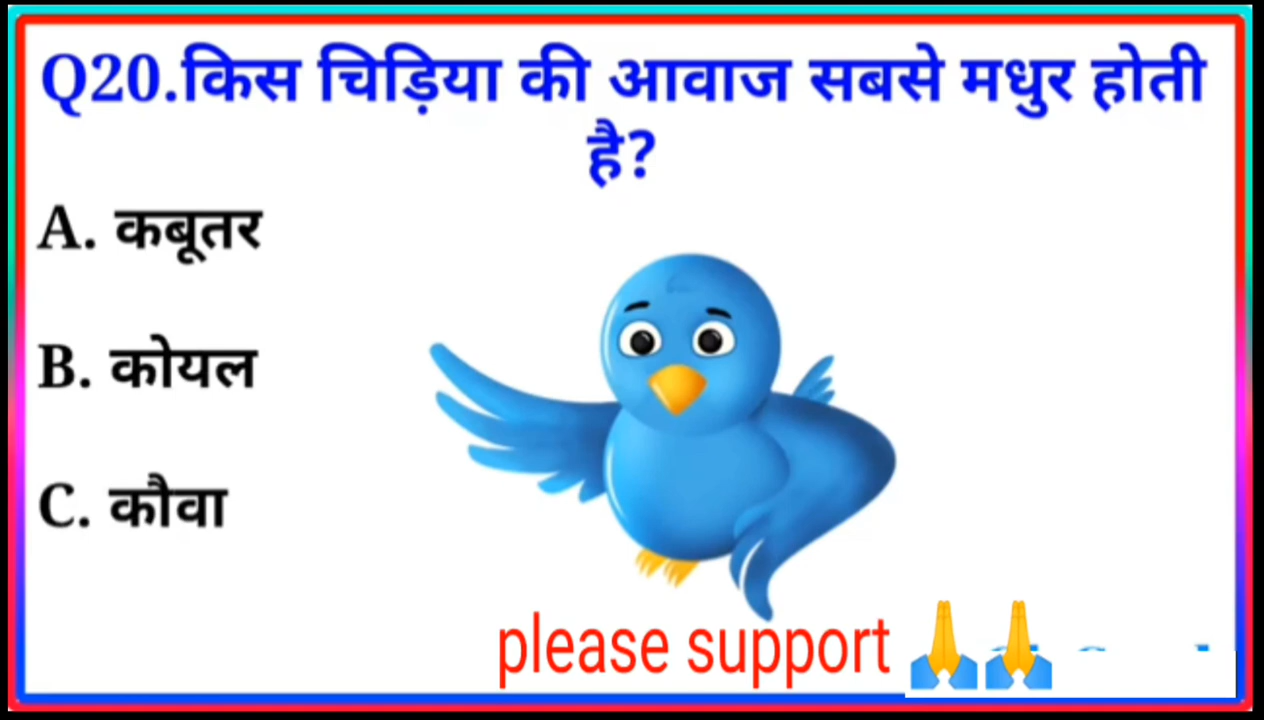 Q20.किस चिड़िया की आवाज सबसे मधुर होती
है?
A. कबूतर
B. कोयल
C. कौवा
please support 🙏🙏